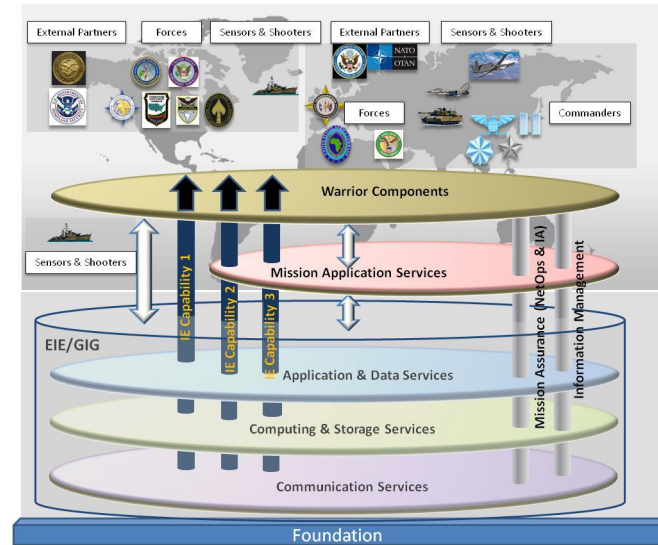 External Partners
Forces
Sensors & Shooters
External Partners
Sensors & Shooters
NATO
OTAN
Forces
Commanders
Warrior Components
Sensors & Shooters
Mission Application Services
IE Capability 1
IE Capability 2
IE Capability 3
Mission Assurance (NetOps & IA)
Information Management
EIE/GIG
Application & Data Services
Computing & Storage Services
Communication Services
Foundation